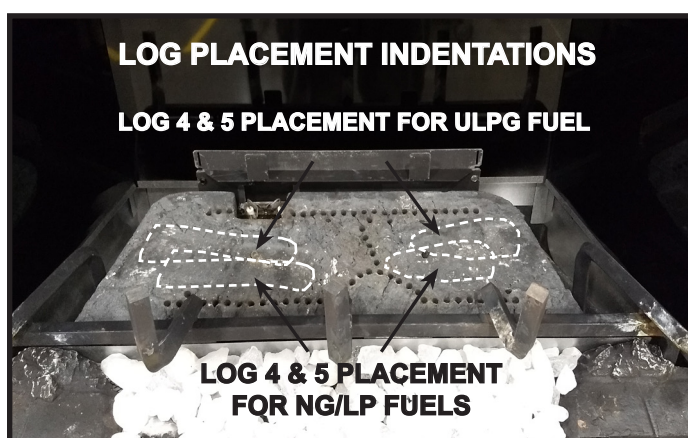 LOG PLACEMENT INDENTATIONS
LOG 4 & 5 PLACEMENT FOR ULPG FUEL
LOG 4 & 5 PLACEMENT
FOR NG/LP FUELS